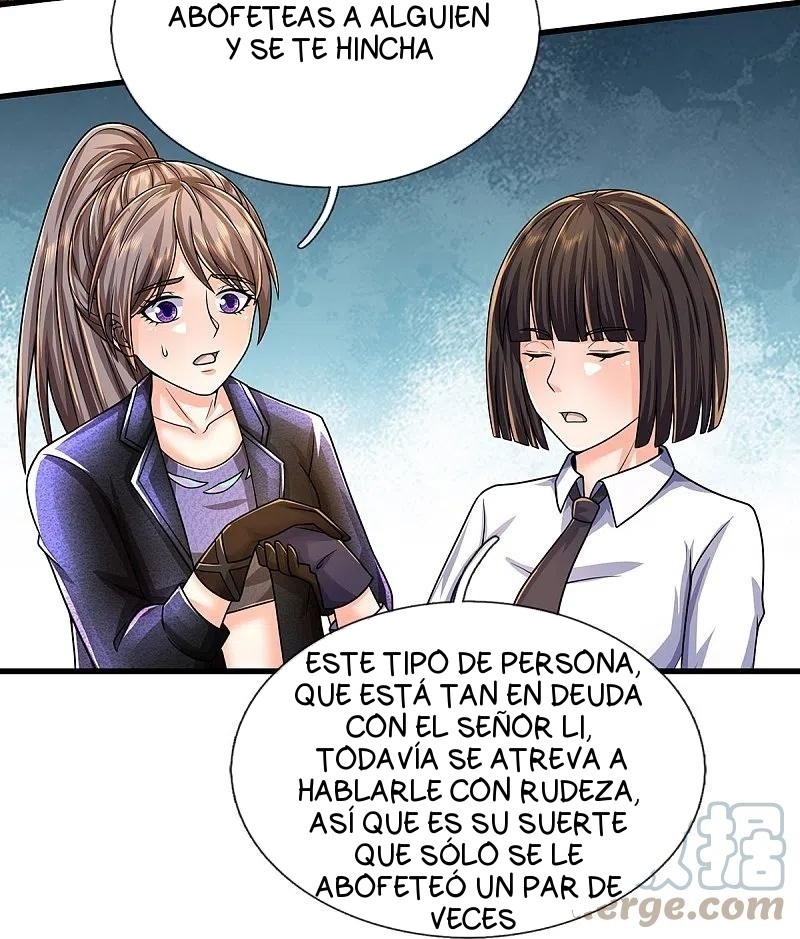 ABOFETEAS A ALGUIEN
Y SE TE HINCHA
ESTE TIPO DE PERSONA,
QUE ESTÁ TAN EN DEUDA
CON EL SEÑOR LI,
TODAVÍA SE ATREVA A
HABLARLE CON RUDEZA,
ASÍ QUE ES SU SUERTE
QUE SÓLO SE LE
ABOFETEÓ UN PAR DE
VECES
据
erge.com